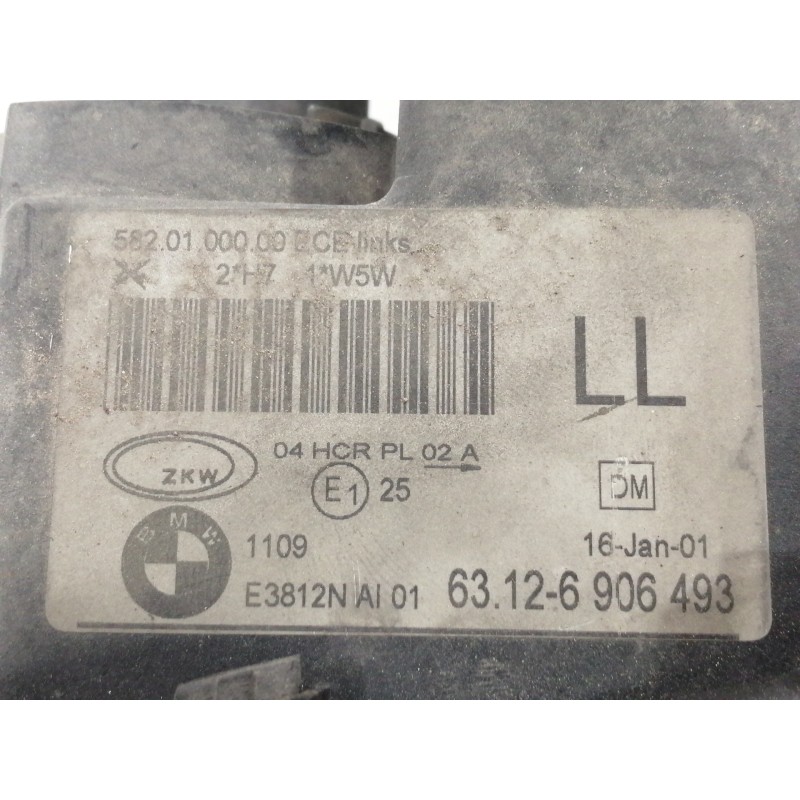 582.01.000.09 ECE links
2*H7 1*W5W
LL
ZKW
04 HCR PL 02 A
E1 25
DM
BMW
1109
16-Jan-01
E3812N AI 01 63.12-6 906 493